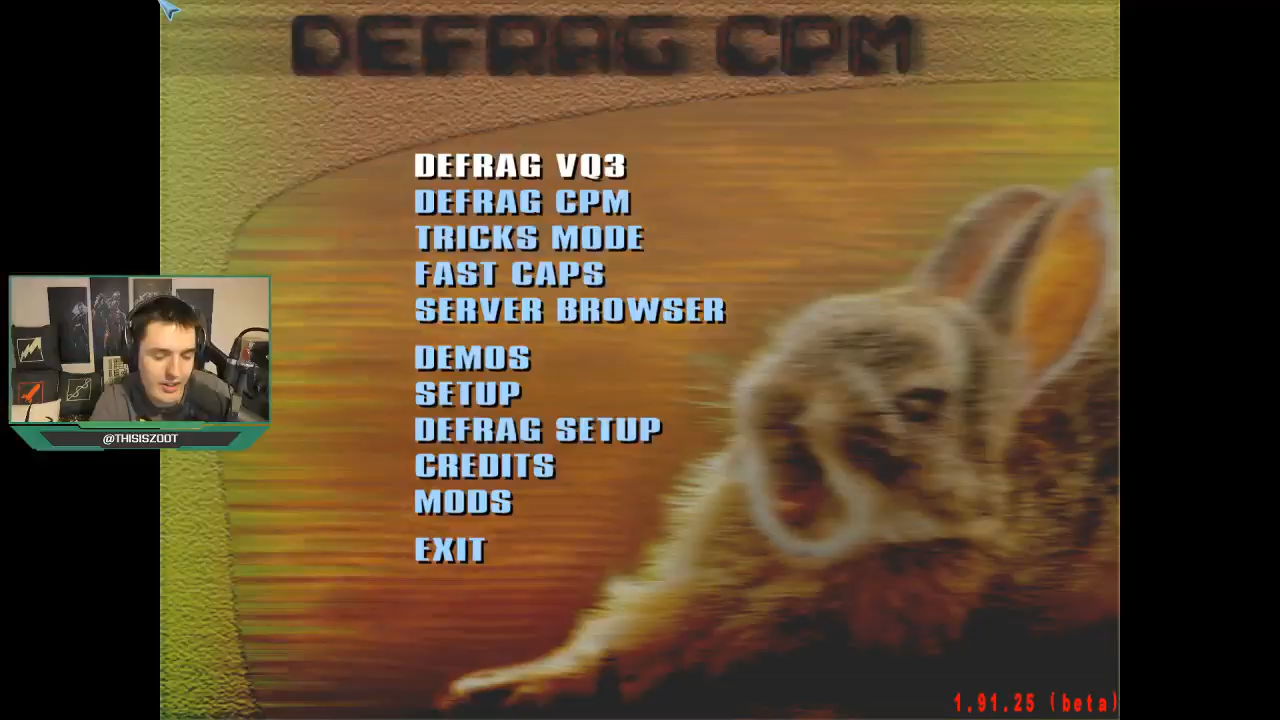 DEFRAG CPM
DEFRAG VQ3
DEFRAG CPM
TRICKS MODE
FAST CAPS
SERVER BROWSER
DEMOS
SETUP
DEFRAG SETUP
CREDITS
MODS
EXIT
@THISISZOOT
1.91.25 (beta)